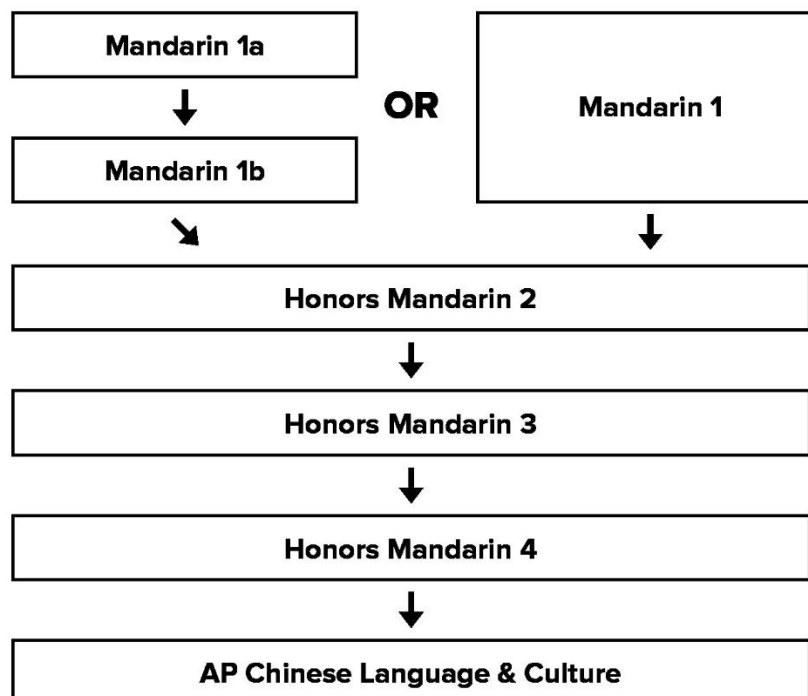 Mandarin 1a
OR
Mandarin 1
Mandarin 1b
Honors Mandarin 2
Honors Mandarin 3
Honors Mandarin 4
AP Chinese Language & Culture